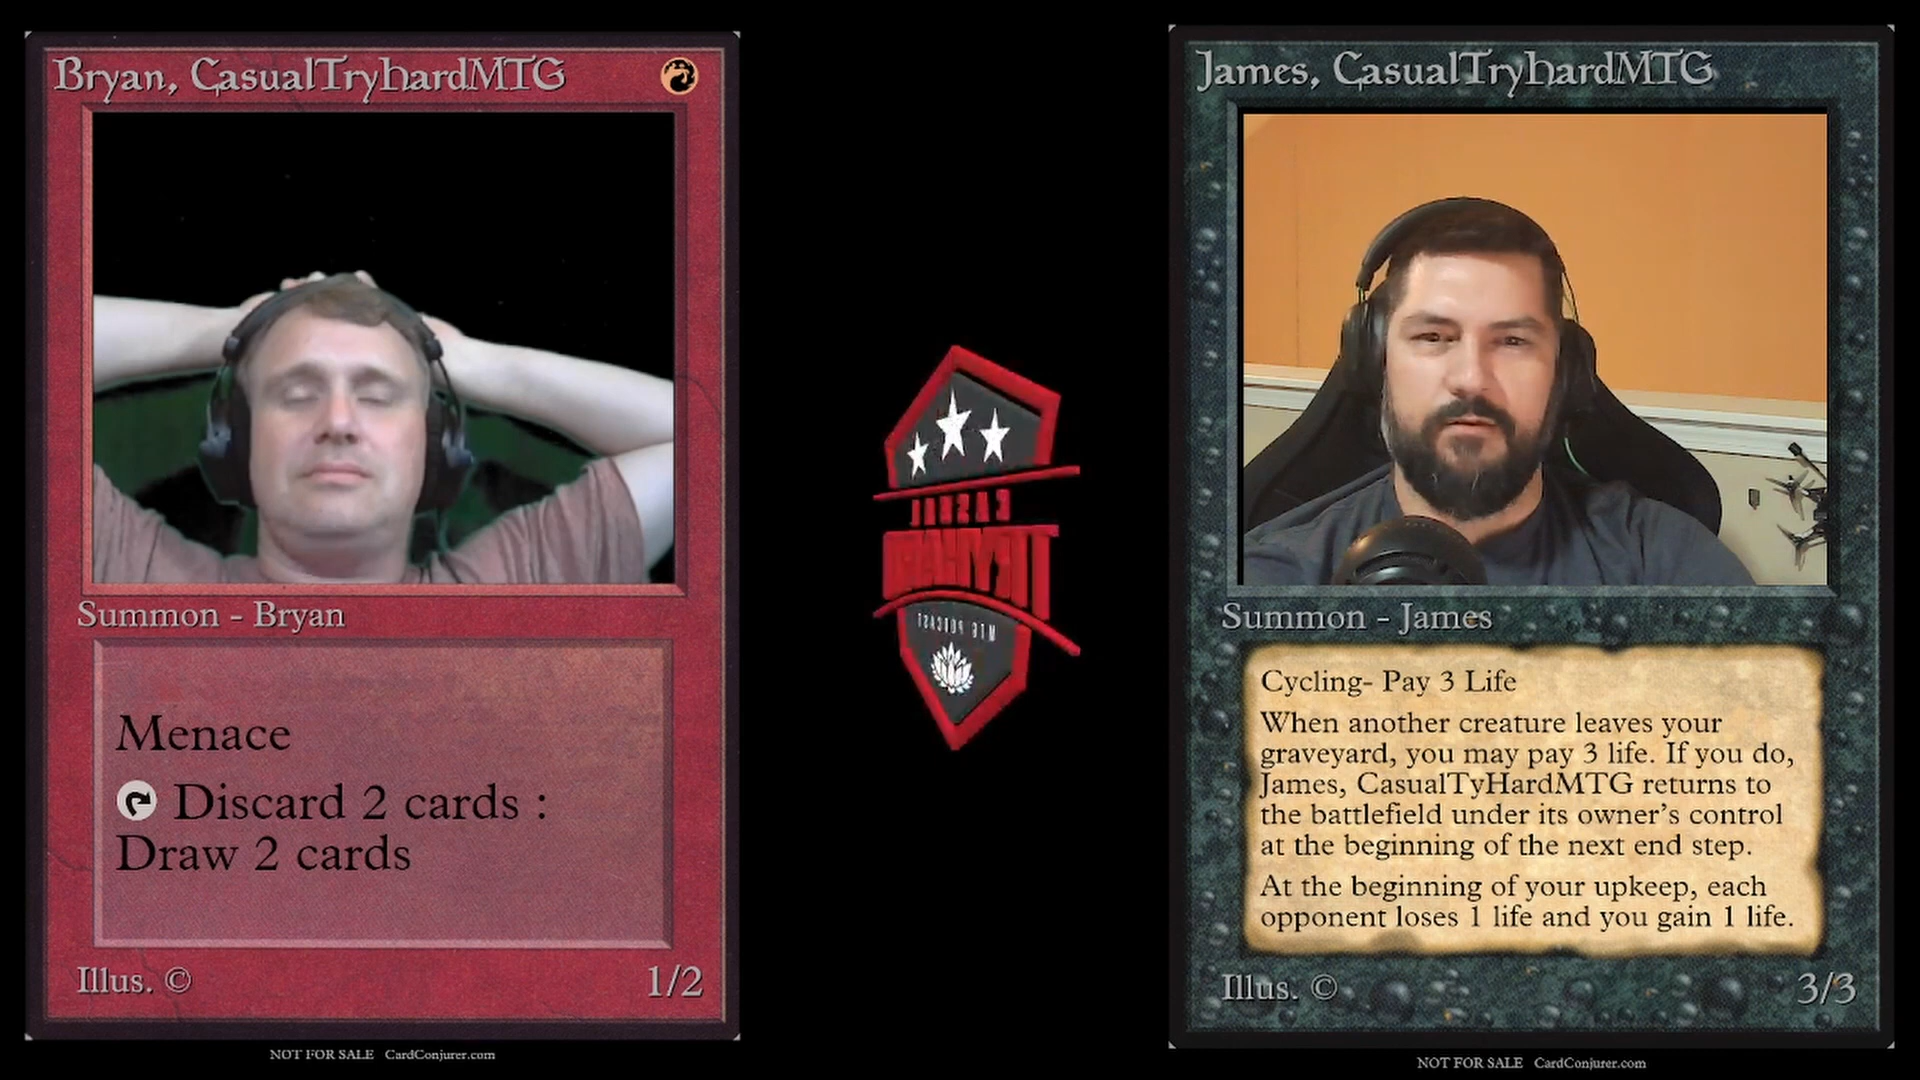 Bryan, CasualTryhardMTG
Summon - Bryan
Menace
Discard 2 cards :
Draw 2 cards
Illus. ©
1/2
NOT FOR SALE CardConjurer.com
CASUAL
TRYHARD
MTG PODCAST
James, CasualTryhardMTG
Summon - James
Cycling- Pay 3 Life
When another creature leaves your
graveyard, you may pay 3 life. If you do,
James, CasualTyHardMTG returns to
the battlefield under its owner's control
at the beginning of the next end step.
At the beginning of your upkeep, each
opponent loses 1 life and you gain 1 life.
Illus. ©
3/3
NOT FOR SALE CardConjurer.com